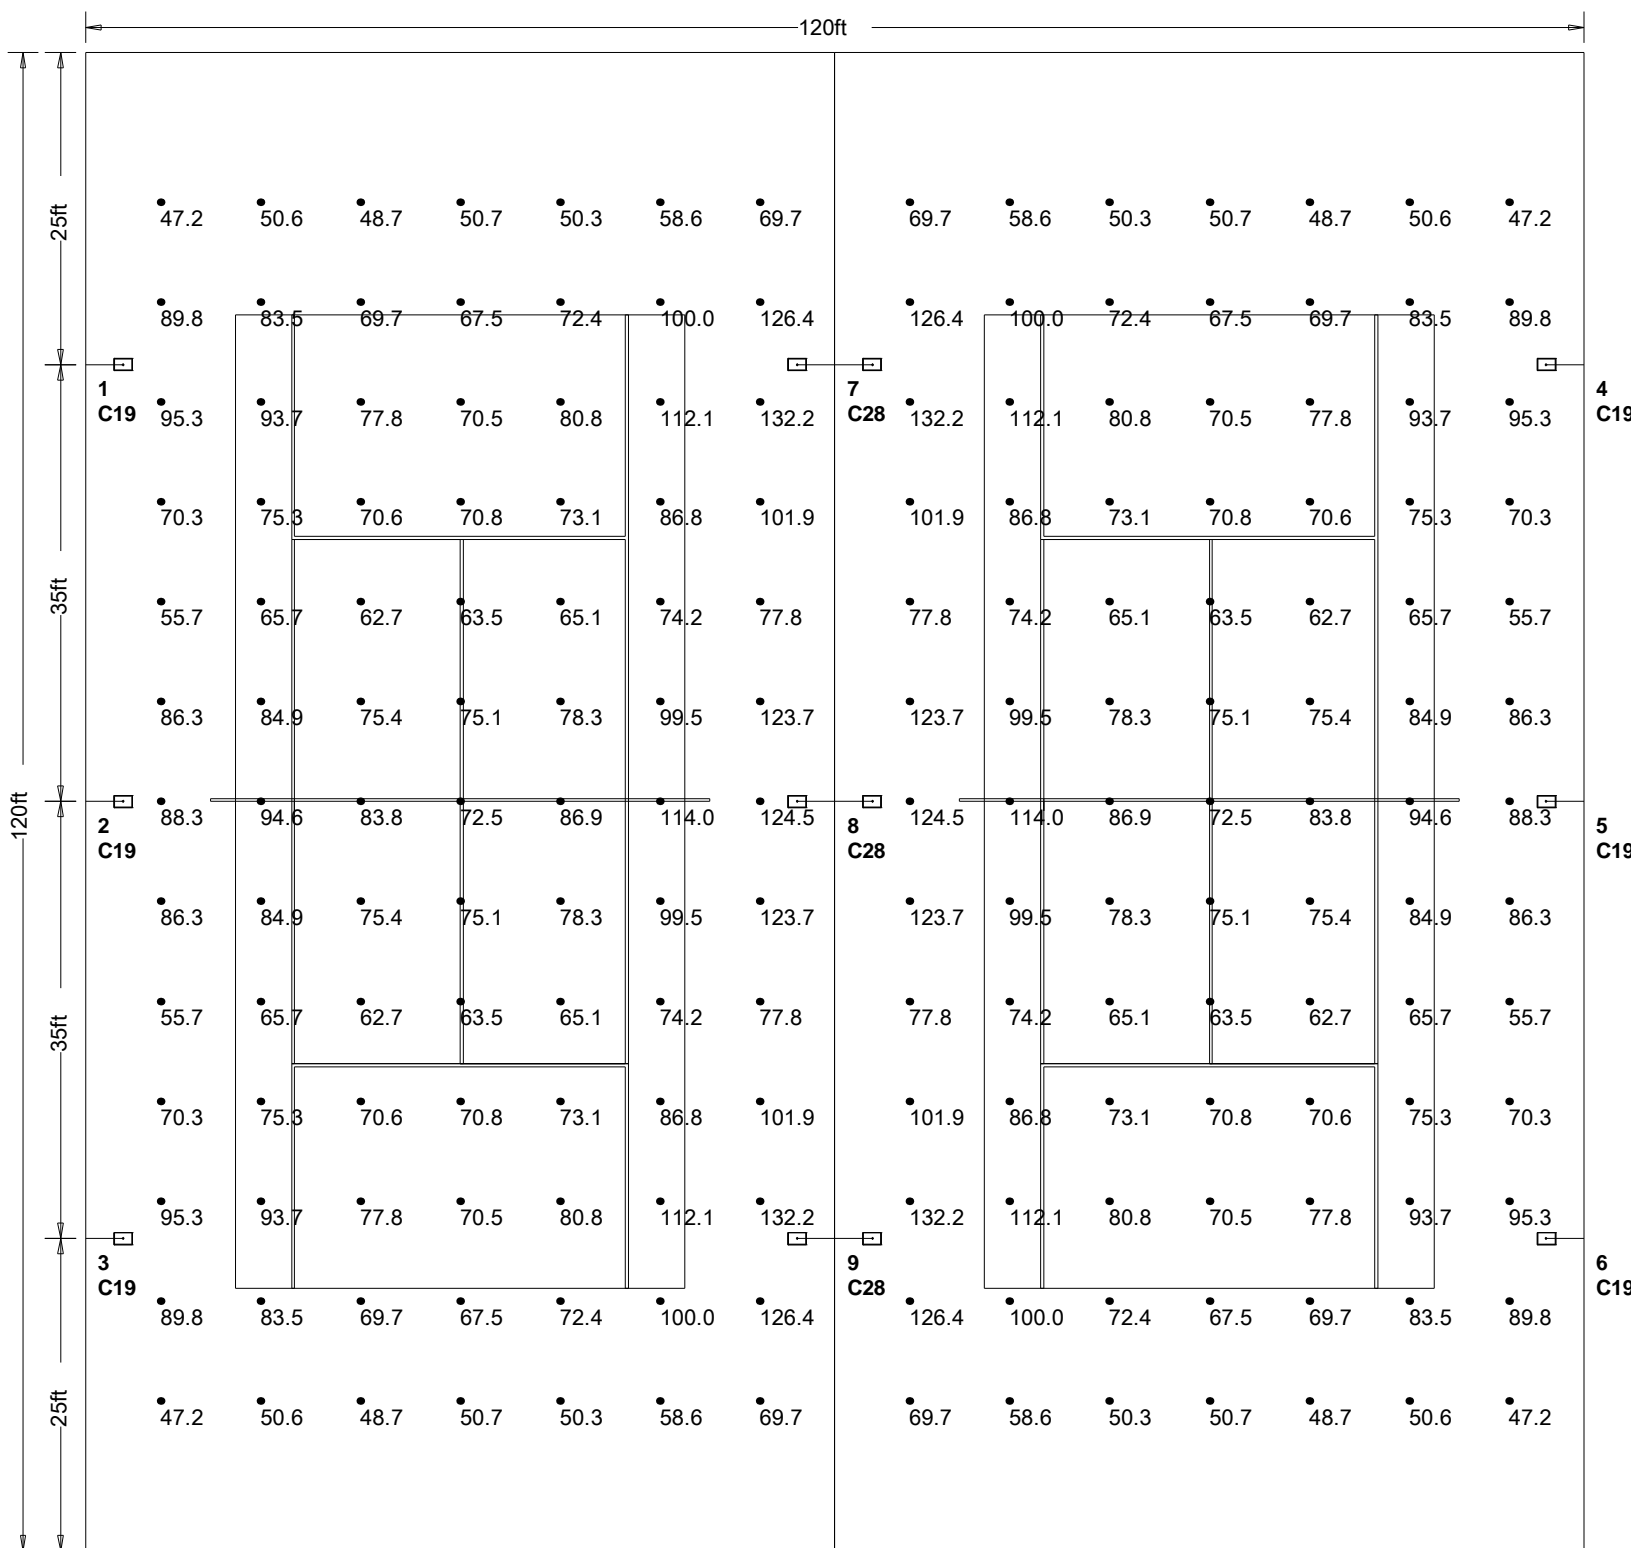 120ft
25ft
47.2 50.6 48.7 50.7 50.3 58.6 69.7 69.7 58.6 50.3 50.7 48.7 50.6 47.2
89.8 83.5 69.7 67.5 72.4 100.0 126.4 126.4 100.0 72.4 67.5 69.7 83.5 89.8
1 7 4
C19 C28 C19
95.3 93.7 77.8 70.5 80.8 112.1 132.2 132.2 112.1 80.8 70.5 77.8 93.7 95.3
70.3 75.3 70.6 70.8 73.1 86.8 101.9 101.9 86.8 73.1 70.8 70.6 75.3 70.3
35ft
55.7 65.7 62.7 63.5 65.1 74.2 77.8 77.8 74.2 65.1 63.5 62.7 65.7 55.7
86.3 84.9 75.4 75.1 78.3 99.5 123.7 123.7 99.5 78.3 75.1 75.4 84.9 86.3
120ft
88.3 94.6 83.8 72.5 86.9 114.0 124.5 124.5 114.0 86.9 72.5 83.8 94.6 88.3
2 8 5
C19 C28 C19
86.3 84.9 75.4 75.1 78.3 99.5 123.7 123.7 99.5 78.3 75.1 75.4 84.9 86.3
55.7 65.7 62.7 63.5 65.1 74.2 77.8 77.8 74.2 65.1 63.5 62.7 65.7 55.7
35ft
70.3 75.3 70.6 70.8 73.1 86.8 101.9 101.9 86.8 73.1 70.8 70.6 75.3 70.3
95.3 93.7 77.8 70.5 80.8 112.1 132.2 132.2 112.1 80.8 70.5 77.8 93.7 95.3
3 9 6
C19 C28 C19
89.8 83.5 69.7 67.5 72.4 100.0 126.4 126.4 100.0 72.4 67.5 69.7 83.5 89.8
25ft
47.2 50.6 48.7 50.7 50.3 58.6 69.7 69.7 58.6 50.3 50.7 48.7 50.6 47.2